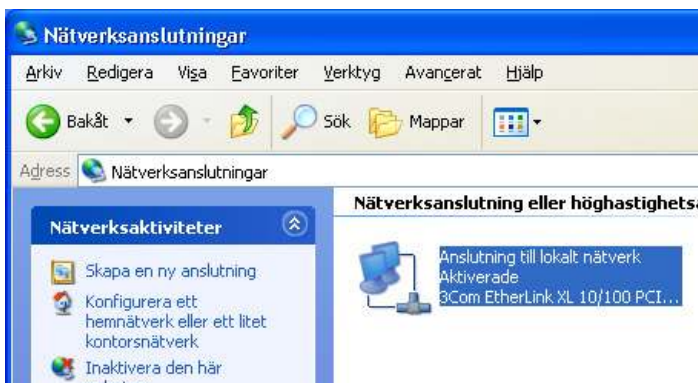 Nätverksanslutningar
Arkiv Redigera Visa Favoriter Verktyg Avancerat Hjälp
Bakåt Sök Mappar
Adress Nätverksanslutningar
Nätverksanslutning eller höghastighets
Nätverksaktiviteter
Anslutning till lokalt nätverk
Aktiverade
3Com EtherLink XL 10/100 PCI...
Skapa en ny anslutning
Konfigurera ett
hemnätverk eller ett litet
kontorsnätverk
Inaktivera den här